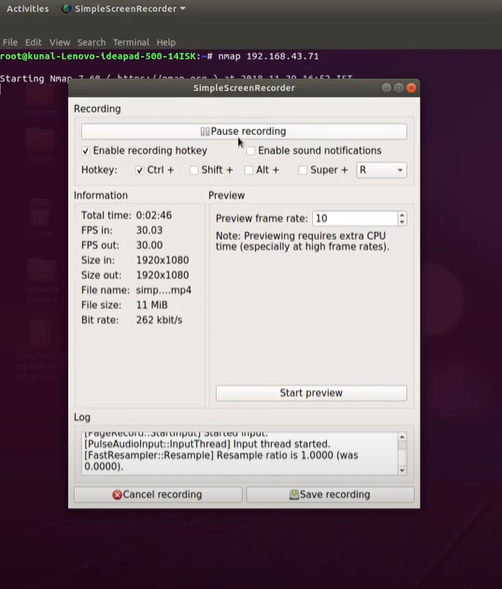 Activities SimpleScreenRecorder
File Edit View Search Terminal Help
root@kunal-Lenovo-ideapad-500-14ISK:~# nmap 192.168.43.71
Starting Nmap 7.60 ( https://nmap.org ) at 2018-11-29 16:52 IST
SimpleScreenRecorder
Recording
Pause recording
Enable recording hotkey Enable sound notifications
Hotkey: Ctrl + Shift + Alt + Super + R
Information
Total time: 0:02:46
FPS in: 30.03
FPS out: 30.00
Size in: 1920x1080
Size out: 1920x1080
File name: simp....mp4
File size: 11 MiB
Bit rate: 262 kbit/s
Preview
Preview frame rate: 10
Note: Previewing requires extra CPU
time (especially at high frame rates).
Start preview
Log
[PageRecord::StartInput] Started input.
[PulseAudioInput::InputThread] Input thread started.
[FastResampler::Resample] Resample ratio is 1.0000 (was
0.0000).
Cancel recording Save recording